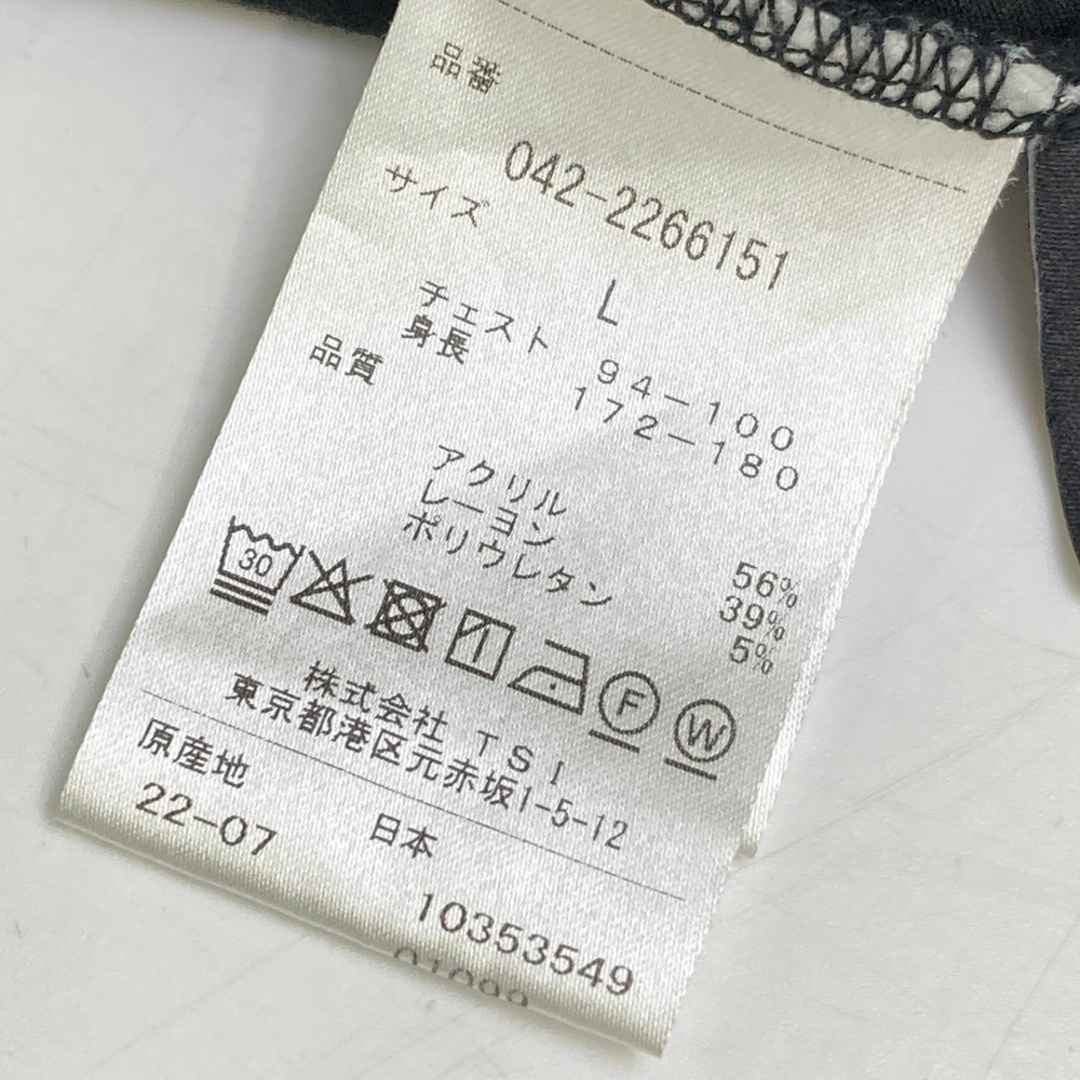 品番
042-2266151
サイズ
L
チェスト 94-100
身長 172-180
品質
アクリル 56%
レーヨン 39%
ポリウレタン 5%
30
F
W
株式会社 TSI
東京都港区元赤坂1-5-12
原産地 日本
22-07
10353549